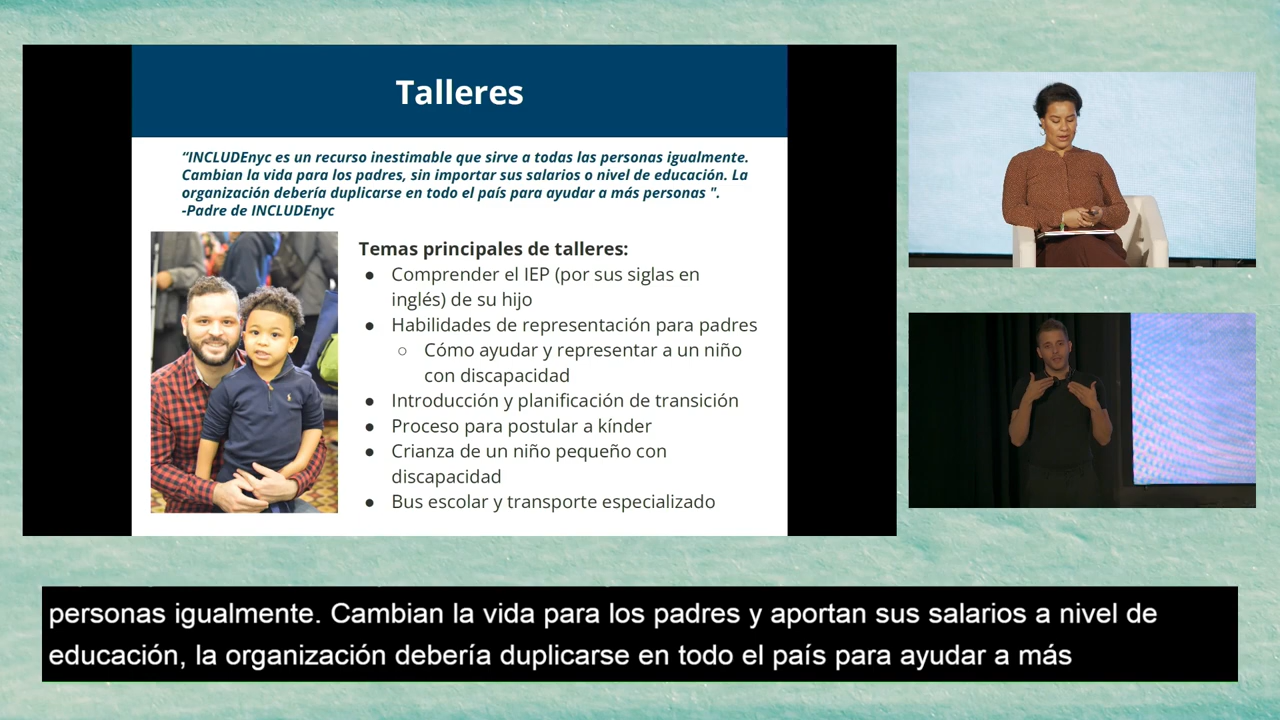 Talleres
“INCLUDEnyc es un recurso inestimable que sirve a todas las personas igualmente.
Cambian la vida para los padres, sin importar sus salarios o nivel de educación. La
organización debería duplicarse en todo el país para ayudar a más personas ".
-Padre de INCLUDEnyc
Temas principales de talleres:
● Comprender el IEP (por sus siglas en
inglés) de su hijo
● Habilidades de representación para padres
○ Cómo ayudar y representar a un niño
con discapacidad
● Introducción y planificación de transición
● Proceso para postular a kínder
● Crianza de un niño pequeño con
discapacidad
● Bus escolar y transporte especializado
personas igualmente. Cambian la vida para los padres y aportan sus salarios a nivel de
educación, la organización debería duplicarse en todo el país para ayudar a más